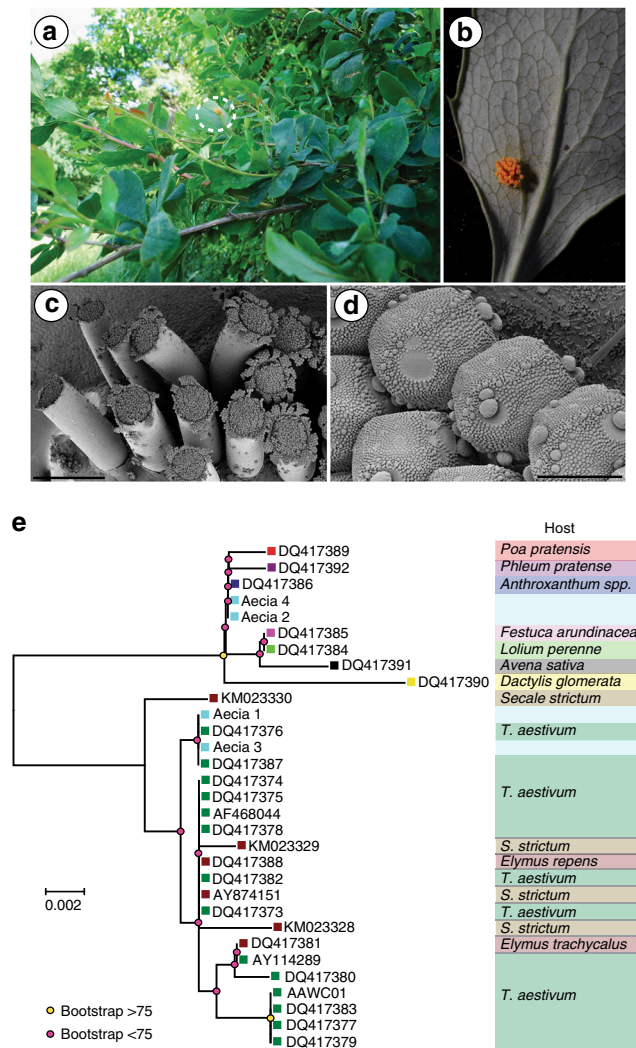 a
b
c
d
e
Host
DQ417389 Poa pratensis
DQ417392 Phleum pratense
DQ417386 Anthroxanthum spp.
Aecia 4
Aecia 2
DQ417385 Festuca arundinacea
DQ417384 Lolium perenne
DQ417391 Avena sativa
DQ417390 Dactylis glomerata
KM023330 Secale strictum
Aecia 1
DQ417376 T. aestivum
Aecia 3
DQ417387
DQ417374
DQ417375 T. aestivum
AF468044
DQ417378
KM023329 S. strictum
DQ417388 Elymus repens
DQ417382 T. aestivum
AY874151 S. strictum
DQ417373 T. aestivum
KM023328 S. strictum
DQ417381 Elymus trachycalus
AY114289
DQ417380
AAWC01 T. aestivum
DQ417383
DQ417377
DQ417379
0.002
Bootstrap >75
Bootstrap <75